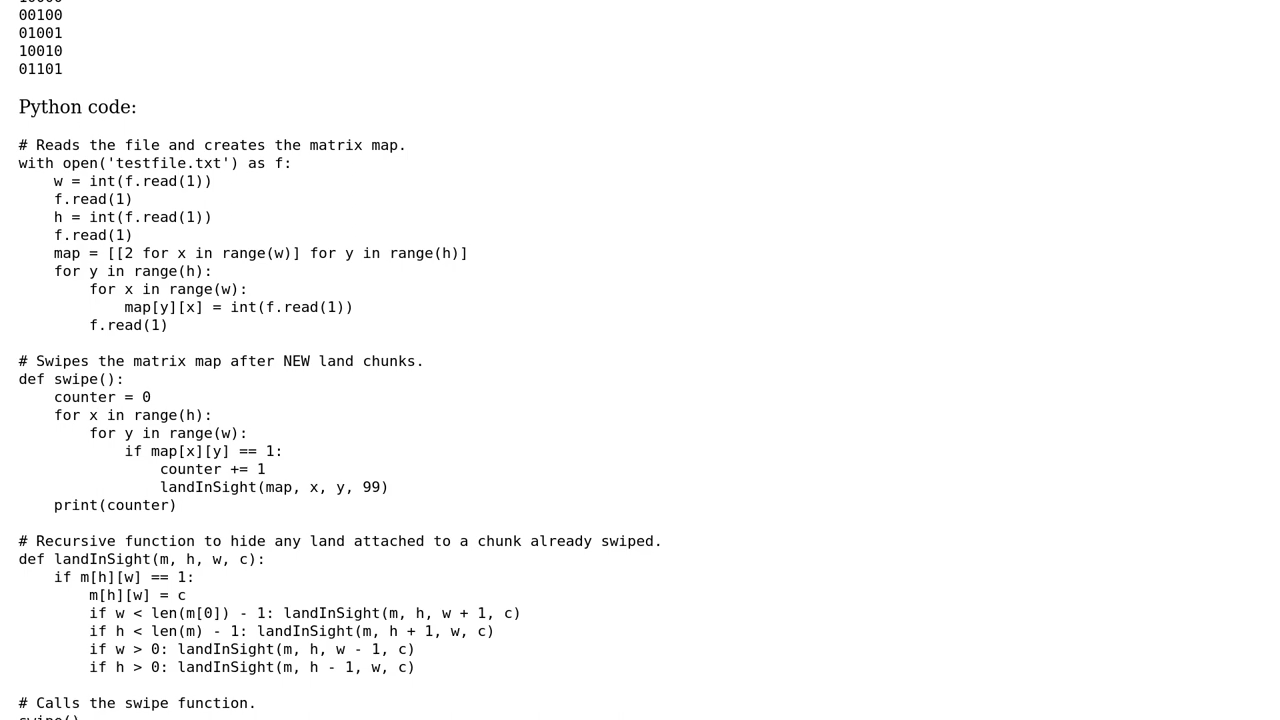 10000
00100
01001
10010
01101
Python code:
# Reads the file and creates the matrix map.
with open('testfile.txt') as f:
    w = int(f.read(1))
    f.read(1)
    h = int(f.read(1))
    f.read(1)
    map = [[2 for x in range(w)] for y in range(h)]
    for y in range(h):
        for x in range(w):
            map[y][x] = int(f.read(1))
        f.read(1)
# Swipes the matrix map after NEW land chunks.
def swipe():
    counter = 0
    for x in range(h):
        for y in range(w):
            if map[x][y] == 1:
                counter += 1
                landInSight(map, x, y, 99)
    print(counter)
# Recursive function to hide any land attached to a chunk already swiped.
def landInSight(m, h, w, c):
    if m[h][w] == 1:
        m[h][w] = c
        if w < len(m[0]) - 1: landInSight(m, h, w + 1, c)
        if h < len(m) - 1: landInSight(m, h + 1, w, c)
        if w > 0: landInSight(m, h, w - 1, c)
        if h > 0: landInSight(m, h - 1, w, c)
# Calls the swipe function.
swipe()